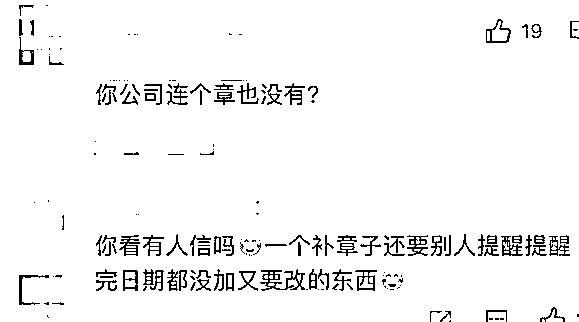 19
你公司连个章也没有?
你看有人信吗 一个补章子还要别人提醒提醒
完日期都没加又要改的东西